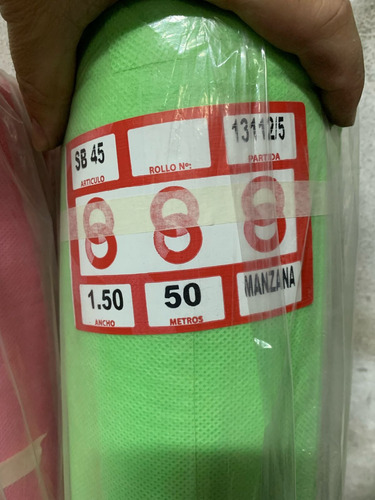 SB 45
ARTICULO
ROLLO Nº:
13112/5
PARTIDA
1.50
ANCHO
50
METROS
MANZANA